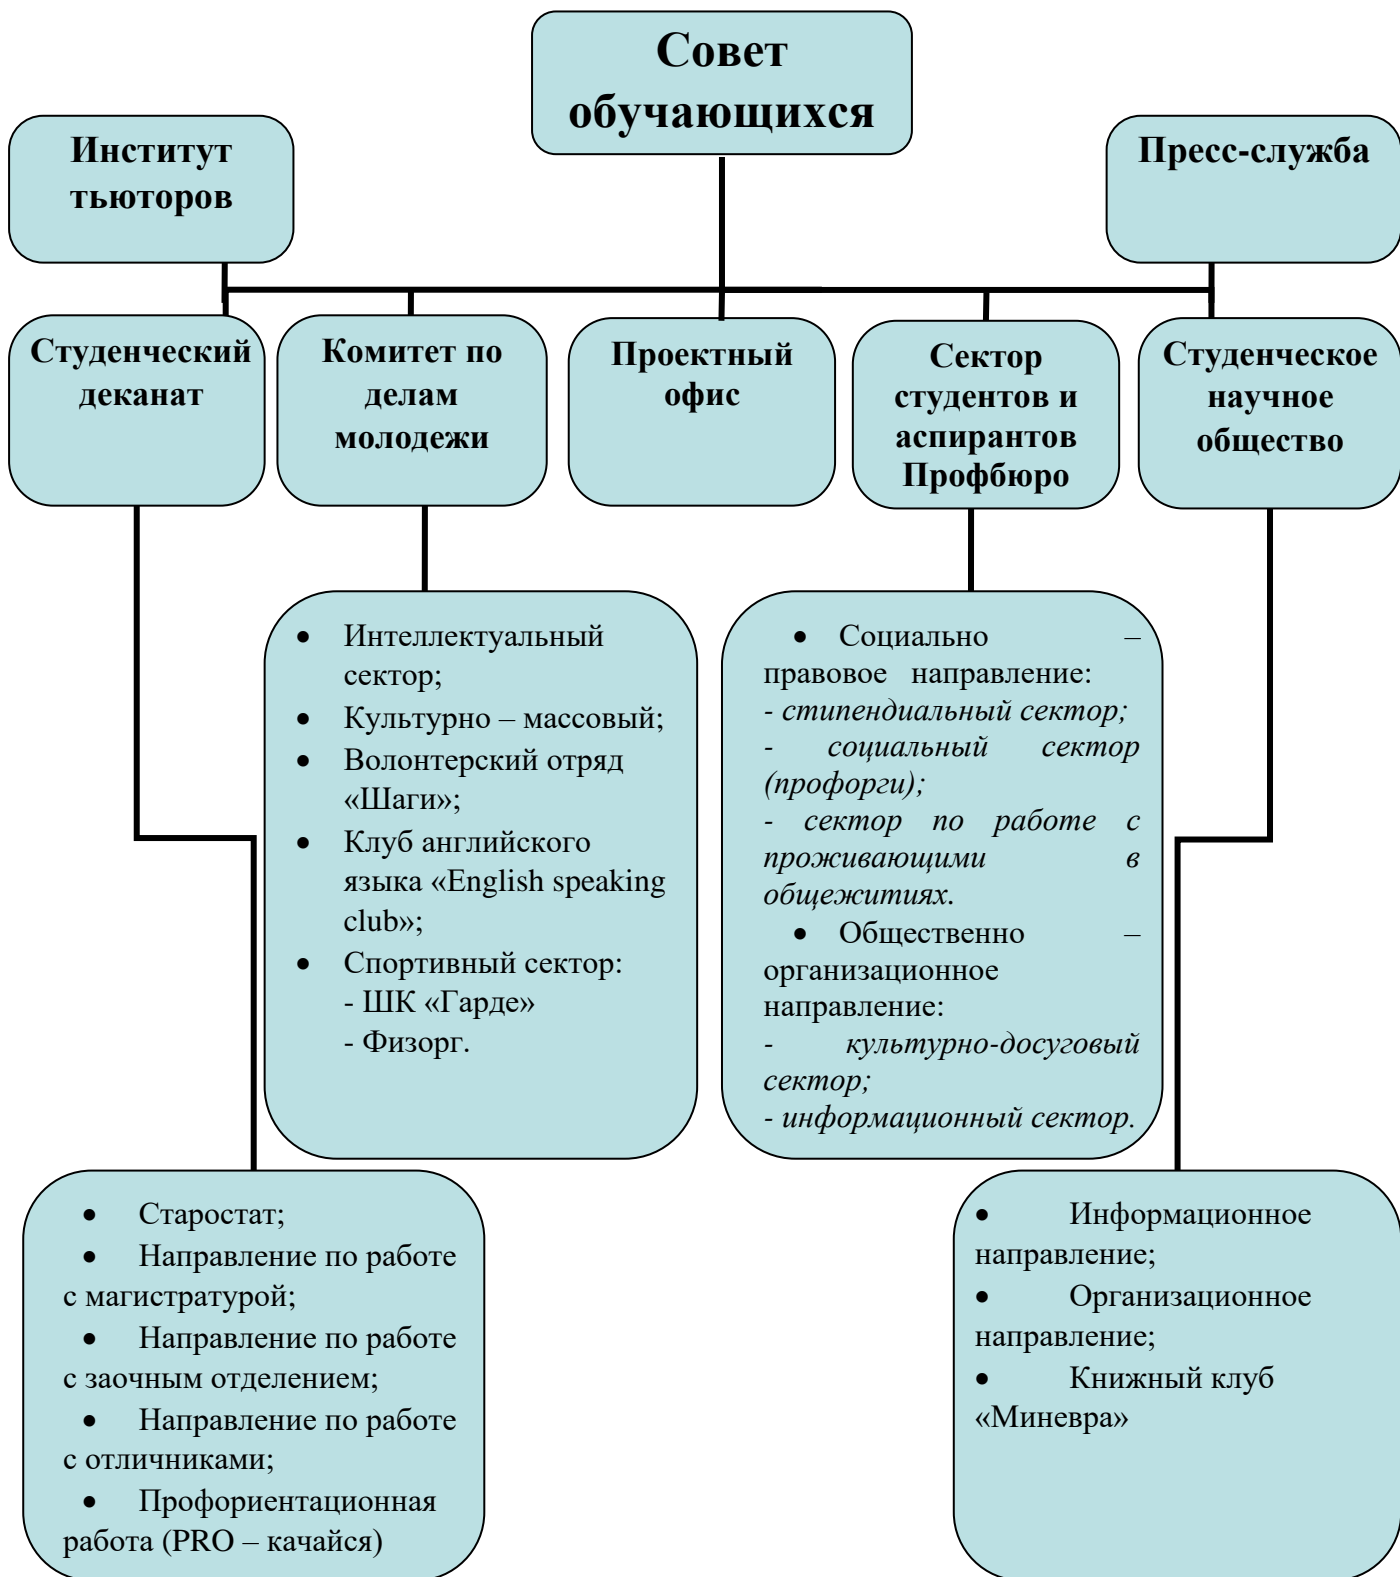 Совет
обучающихся
Институт
тьюторов
Пресс-служба
Студенческий
деканат
Комитет по
делам
молодежи
Проектный
офис
Сектор
студентов и
аспирантов
Профбюро
Студенческое
научное
общество
• Интеллектуальный
сектор;
• Культурно – массовый;
• Волонтерский отряд
«Шаги»;
• Клуб английского
языка «English speaking
club»;
• Спортивный сектор:
- ШК «Гарде»
- Физорг.
• Социально –
правовое направление:
- стипендиальный сектор;
- социальный сектор
(профорги);
- сектор по работе с
проживающими в
общежитиях.
• Общественно –
организационное
направление:
- культурно-досуговый
сектор;
- информационный сектор.
• Старостат;
• Направление по работе
с магистратурой;
• Направление по работе
с заочным отделением;
• Направление по работе
с отличниками;
• Профориентационная
работа (PRO – качайся)
• Информационное
направление;
• Организационное
направление;
• Книжный клуб
«Миневра»